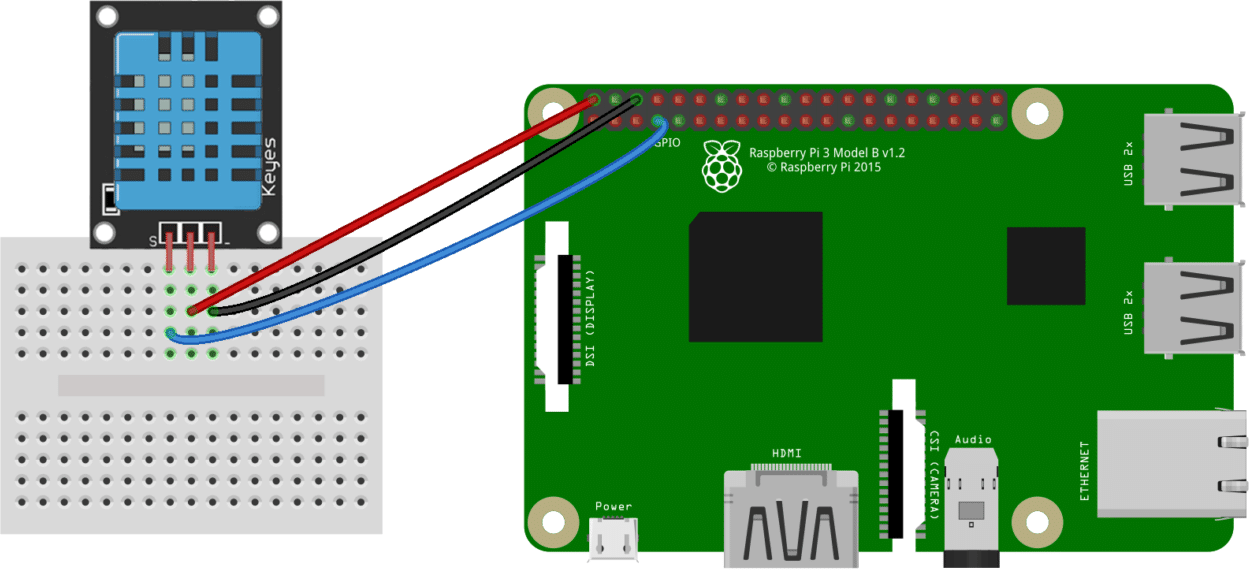 Keyes
S
-
GPIO
Raspberry Pi 3 Model B v1.2
© Raspberry Pi 2015
USB 2x
DSI (DISPLAY)
USB 2x
HDMI
CSI (CAMERA)
Audio
ETHERNET
Power